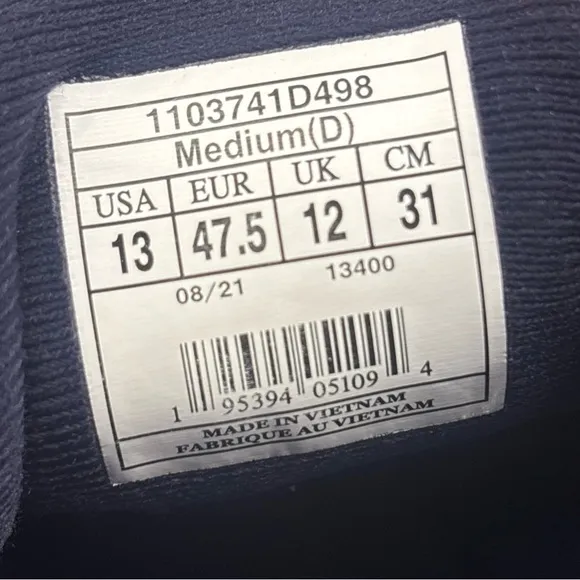 1103741D498
Medium(D)
USA EUR UK CM
13 47.5 12 31
08/21 13400
1 95394 05109 4
MADE IN VIETNAM
FABRIQUE AU VIETNAM